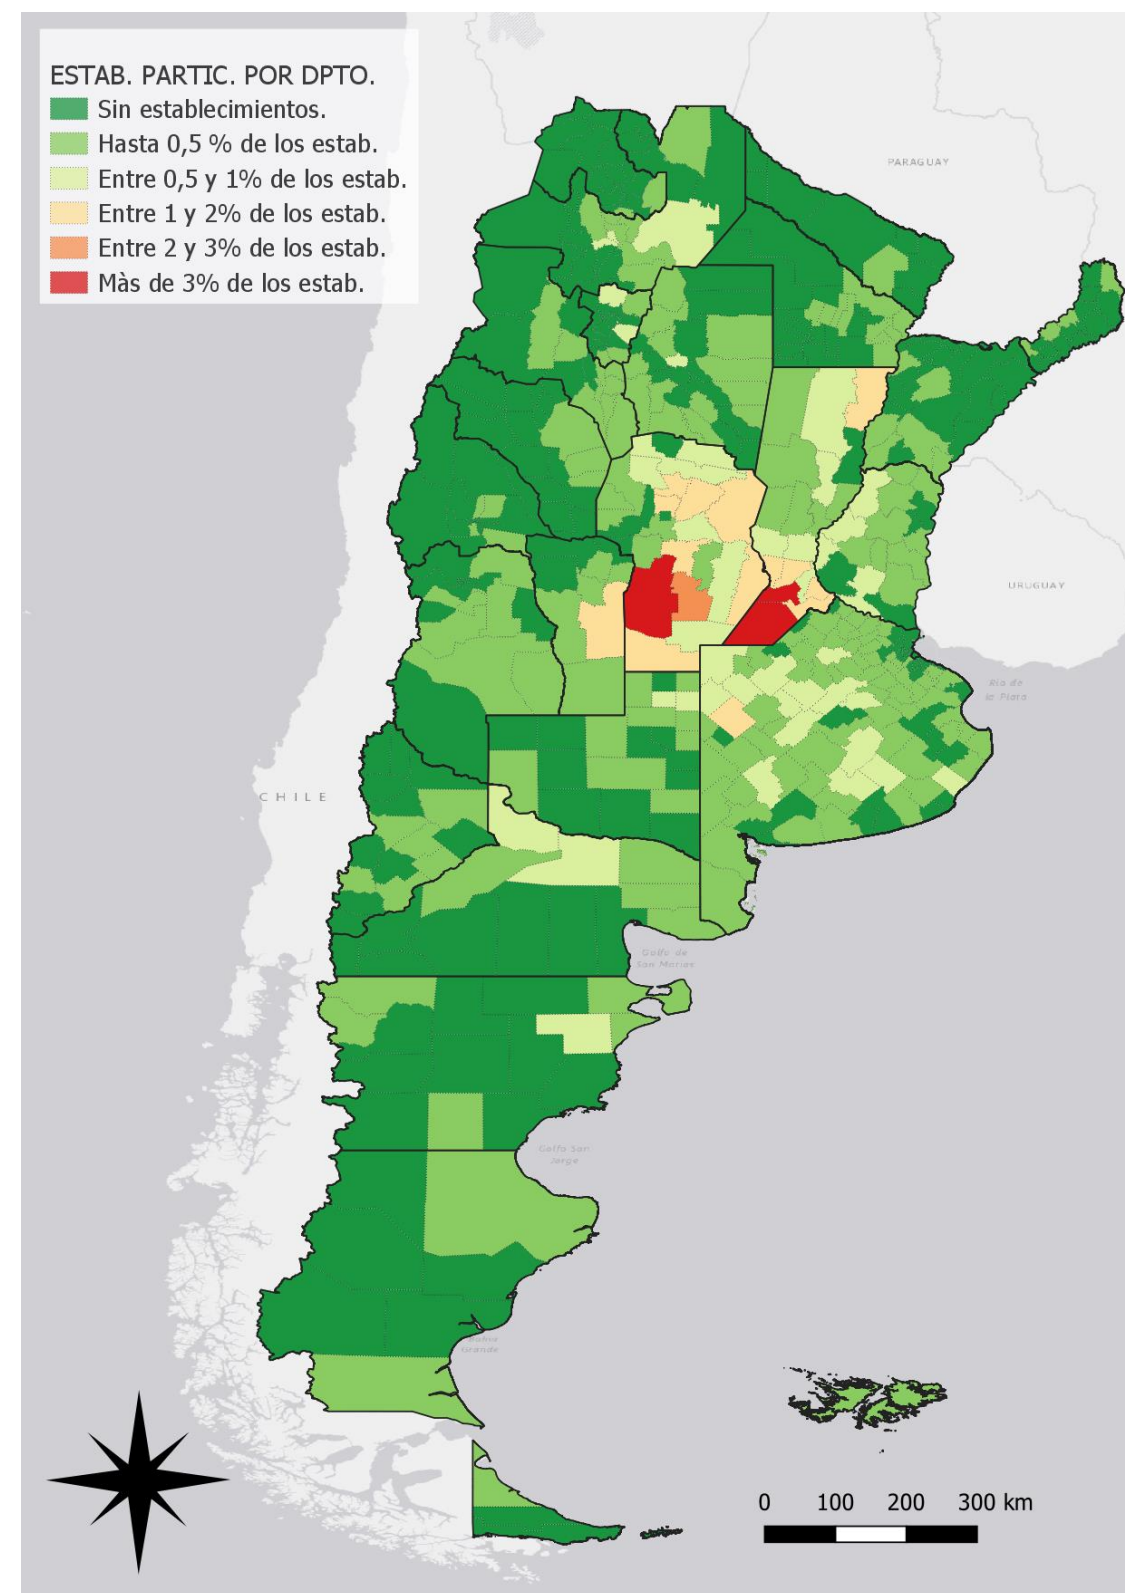 ESTAB. PARTIC. POR DPTO.
Sin establecimientos.
Hasta 0,5 % de los estab.
Entre 0,5 y 1% de los estab.
Entre 1 y 2% de los estab.
Entre 2 y 3% de los estab.
Màs de 3% de los estab.
PARAGUAY
URUGUAY
Río de
la Plata
CHILE
Golfo de
San Matías
Golfo San
Jorge
Bahía
Grande
0 100 200 300 km